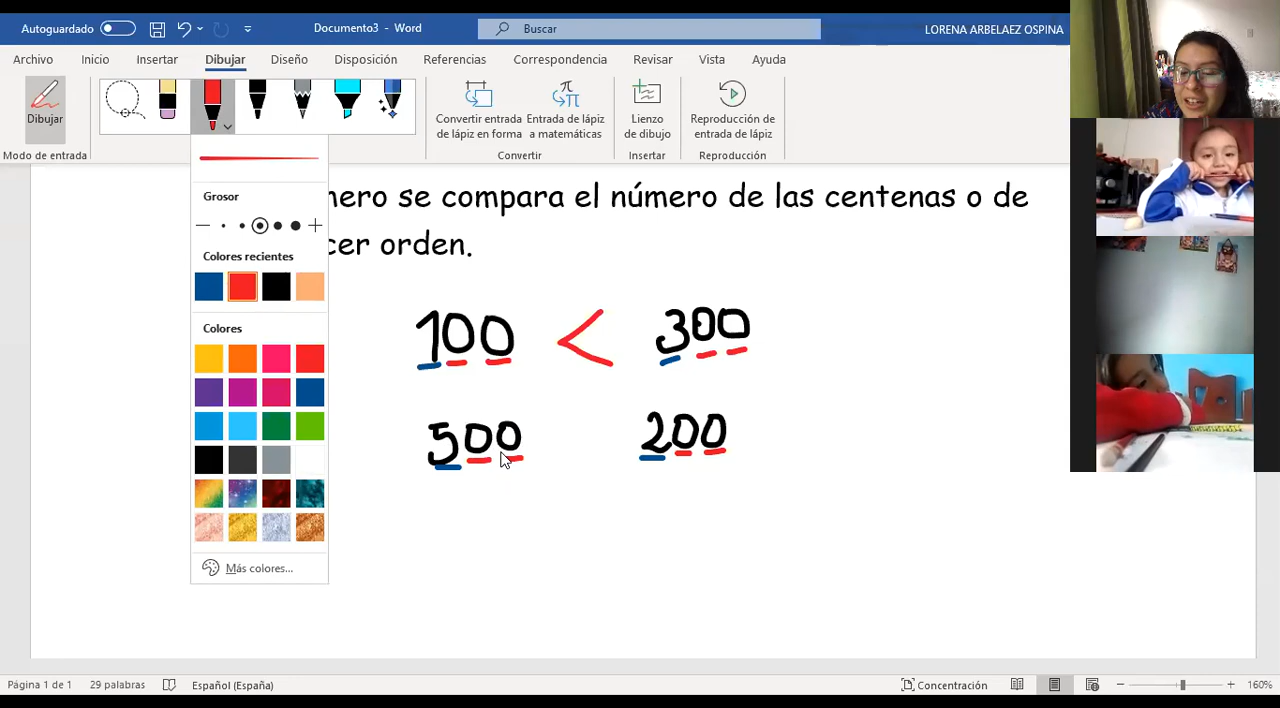 Autoguardado
Documento3 - Word
Buscar
LORENA ARBELAEZ OSPINA
Archivo Inicio Insertar Dibujar Diseño Disposición Referencias Correspondencia Revisar Vista Ayuda
Dibujar
Convertir entrada de lápiz en forma
Entrada de lápiz a matemáticas
Lienzo de dibujo
Reproducción de entrada de lápiz
Modo de entrada
Convertir
Insertar
Reproducción
Grosor
Colores recientes
Colores
Más colores...
mero se compara el número de las centenas o de
cer orden.
100 < 300
500 200
Página 1 de 1 29 palabras Español (España) Concentración 160%